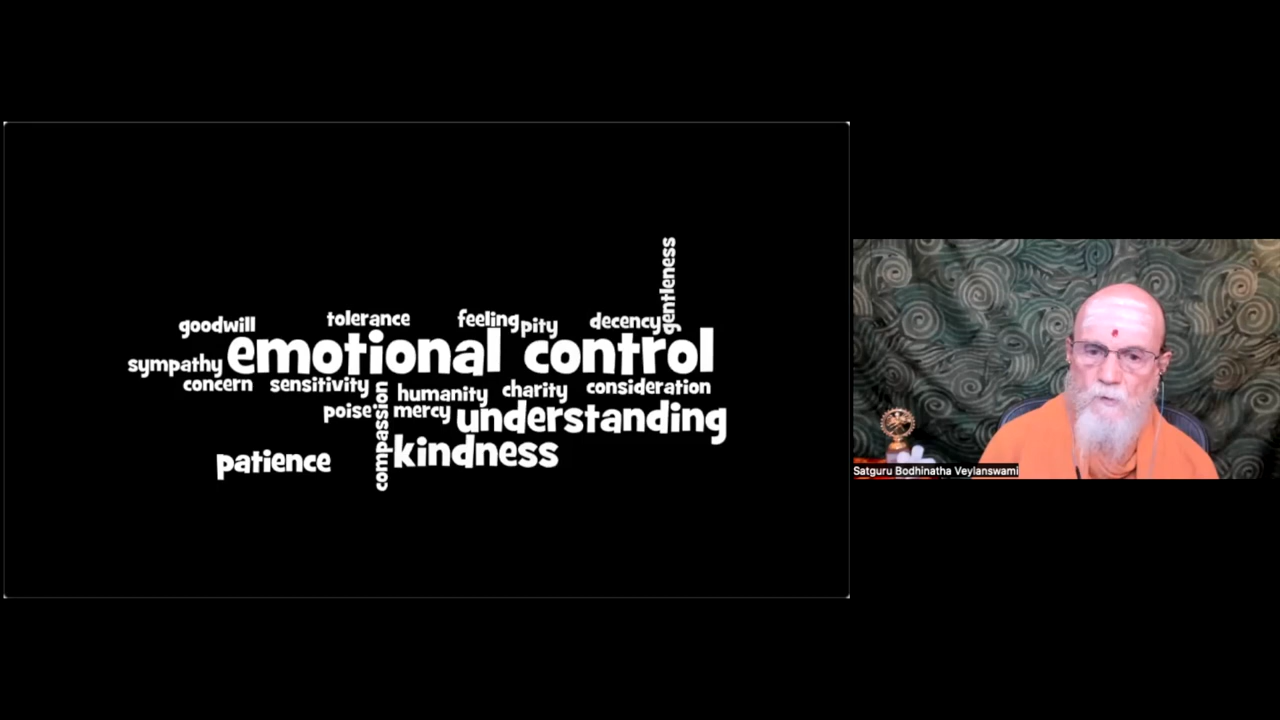 gentleness
goodwill tolerance feeling pity decency
emotional control
sympathy
concern sensitivity humanity charity consideration
poise mercy understanding
compassion
patience kindness
Satguru Bodhinatha Veylanswami